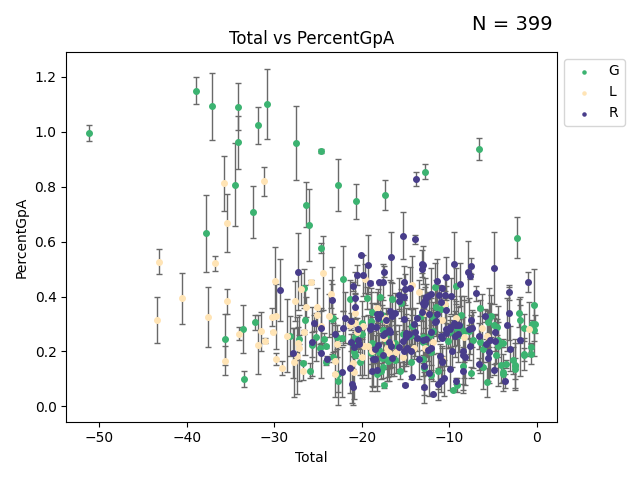 N = 399
Total vs PercentGpA
G
L
R
PercentGpA
1.2
1.0
0.8
0.6
0.4
0.2
0.0
−50 −40 −30 −20 −10 0
Total